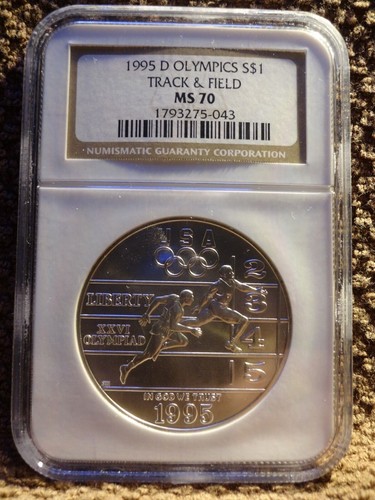 1995 D OLYMPICS S$1
TRACK & FIELD
MS 70
1793275-043
NUMISMATIC GUARANTY CORPORATION
USA
2
LIBERTY
3
XXVI
4
OLYMPIAD
5
IN GOD WE TRUST
1995